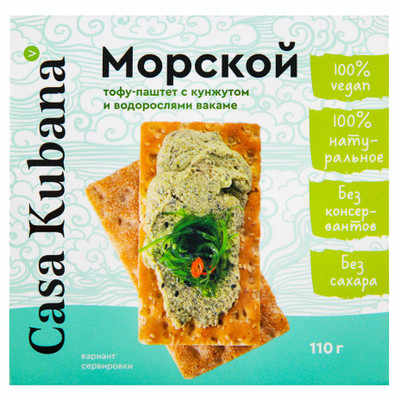 Casa Kubana
Морской
тофу-паштет с кунжутом
и водорослями вакаме
100%
vegan
100%
нату-
ральное
Без
консер-
вантов
Без
сахара
110 г
вариант
сервировки